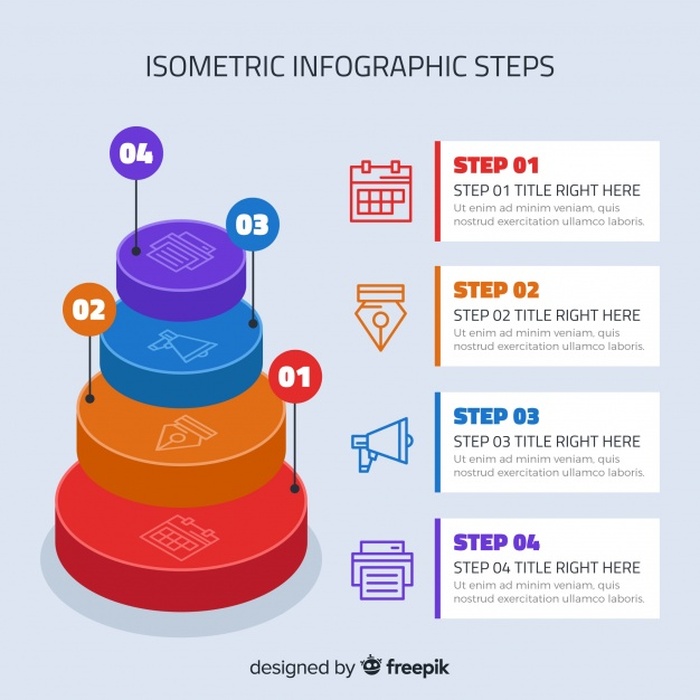 ISOMETRIC INFOGRAPHIC STEPS
04
03
02
01
STEP 01
STEP 01 TITLE RIGHT HERE
Ut enim ad minim veniam, quis
nostrud exercitation ullamco laboris.
STEP 02
STEP 02 TITLE RIGHT HERE
Ut enim ad minim veniam, quis
nostrud exercitation ullamco laboris.
STEP 03
STEP 03 TITLE RIGHT HERE
Ut enim ad minim veniam, quis
nostrud exercitation ullamco laboris.
STEP 04
STEP 04 TITLE RIGHT HERE
Ut enim ad minim veniam, quis
nostrud exercitation ullamco laboris.
designed by freepik